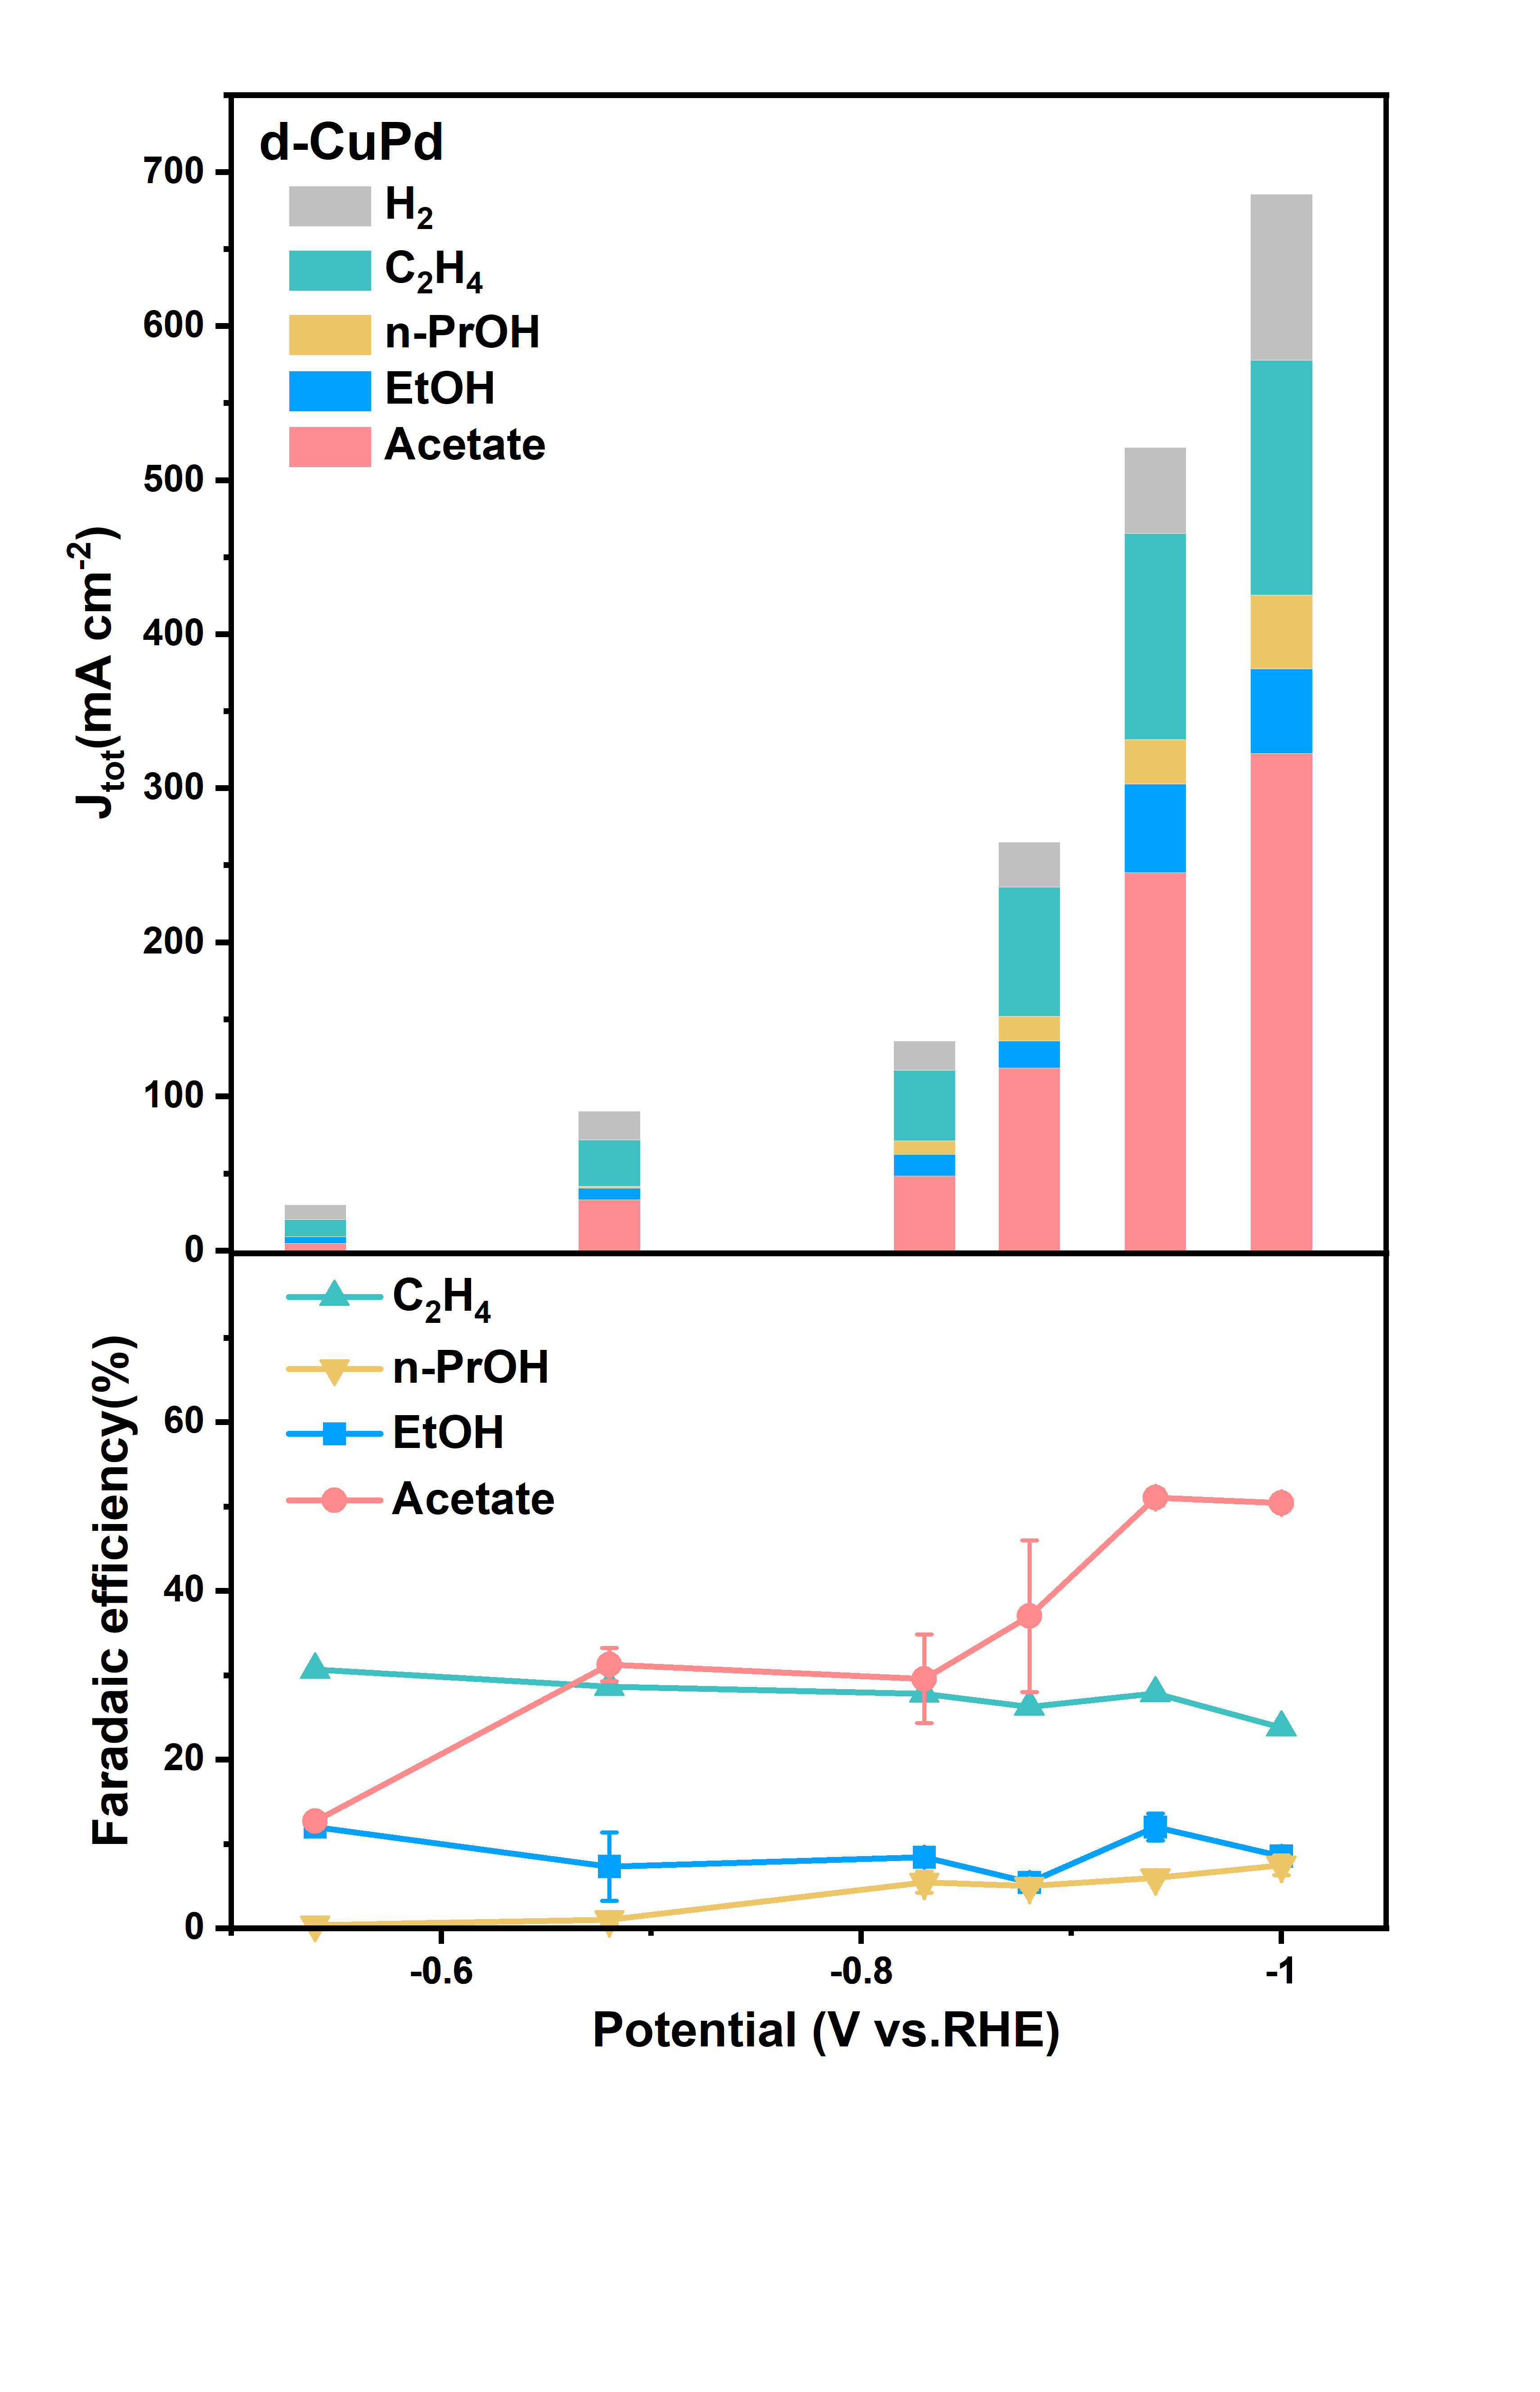 d-CuPd
H₂
C₂H₄
n-PrOH
EtOH
Acetate
700
600
500
400
300
200
100
0
Jtot(mA cm⁻²)
C₂H₄
n-PrOH
EtOH
Acetate
60
40
20
0
Faradaic efficiency(%)
-0.6 -0.8 -1
Potential (V vs.RHE)